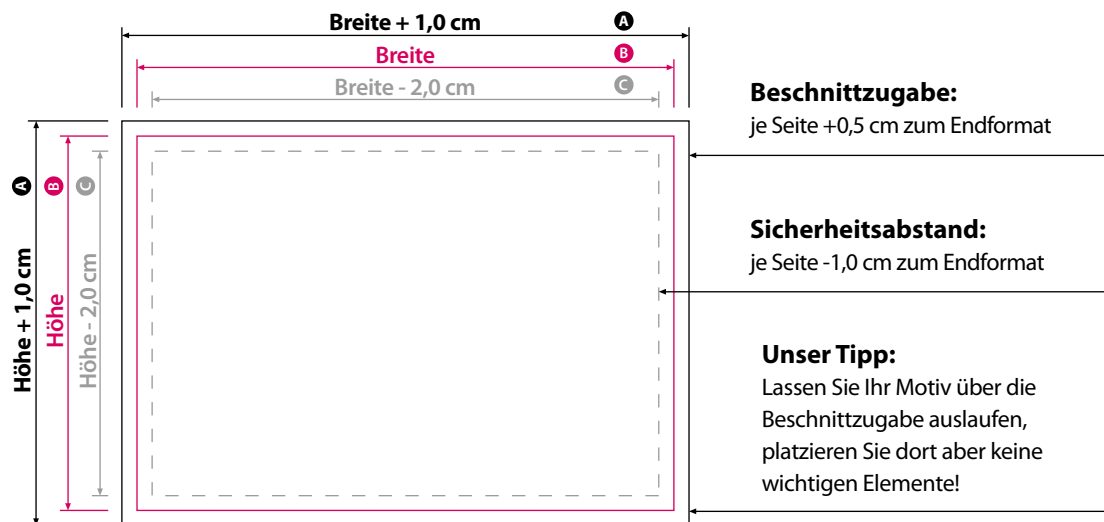 Breite + 1,0 cm A
Breite B
Breite - 2,0 cm C
Höhe + 1,0 cm A
Höhe B
Höhe - 2,0 cm C
Beschnittzugabe:
je Seite +0,5 cm zum Endformat
Sicherheitsabstand:
je Seite -1,0 cm zum Endformat
Unser Tipp:
Lassen Sie Ihr Motiv über die
Beschnittzugabe auslaufen,
platzieren Sie dort aber keine
wichtigen Elemente!